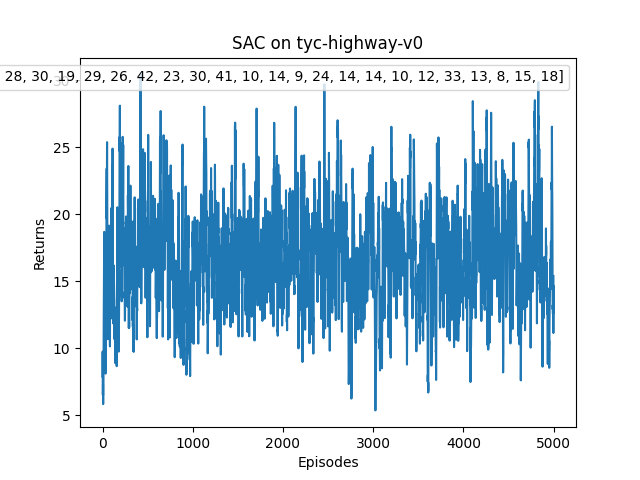 SAC on tyc-highway-v0
28, 30, 19, 29, 26, 42, 23, 30, 41, 10, 14, 9, 24, 14, 14, 10, 12, 33, 13, 8, 15, 18]
30
25
20
15
10
5
Returns
0 1000 2000 3000 4000 5000
Episodes